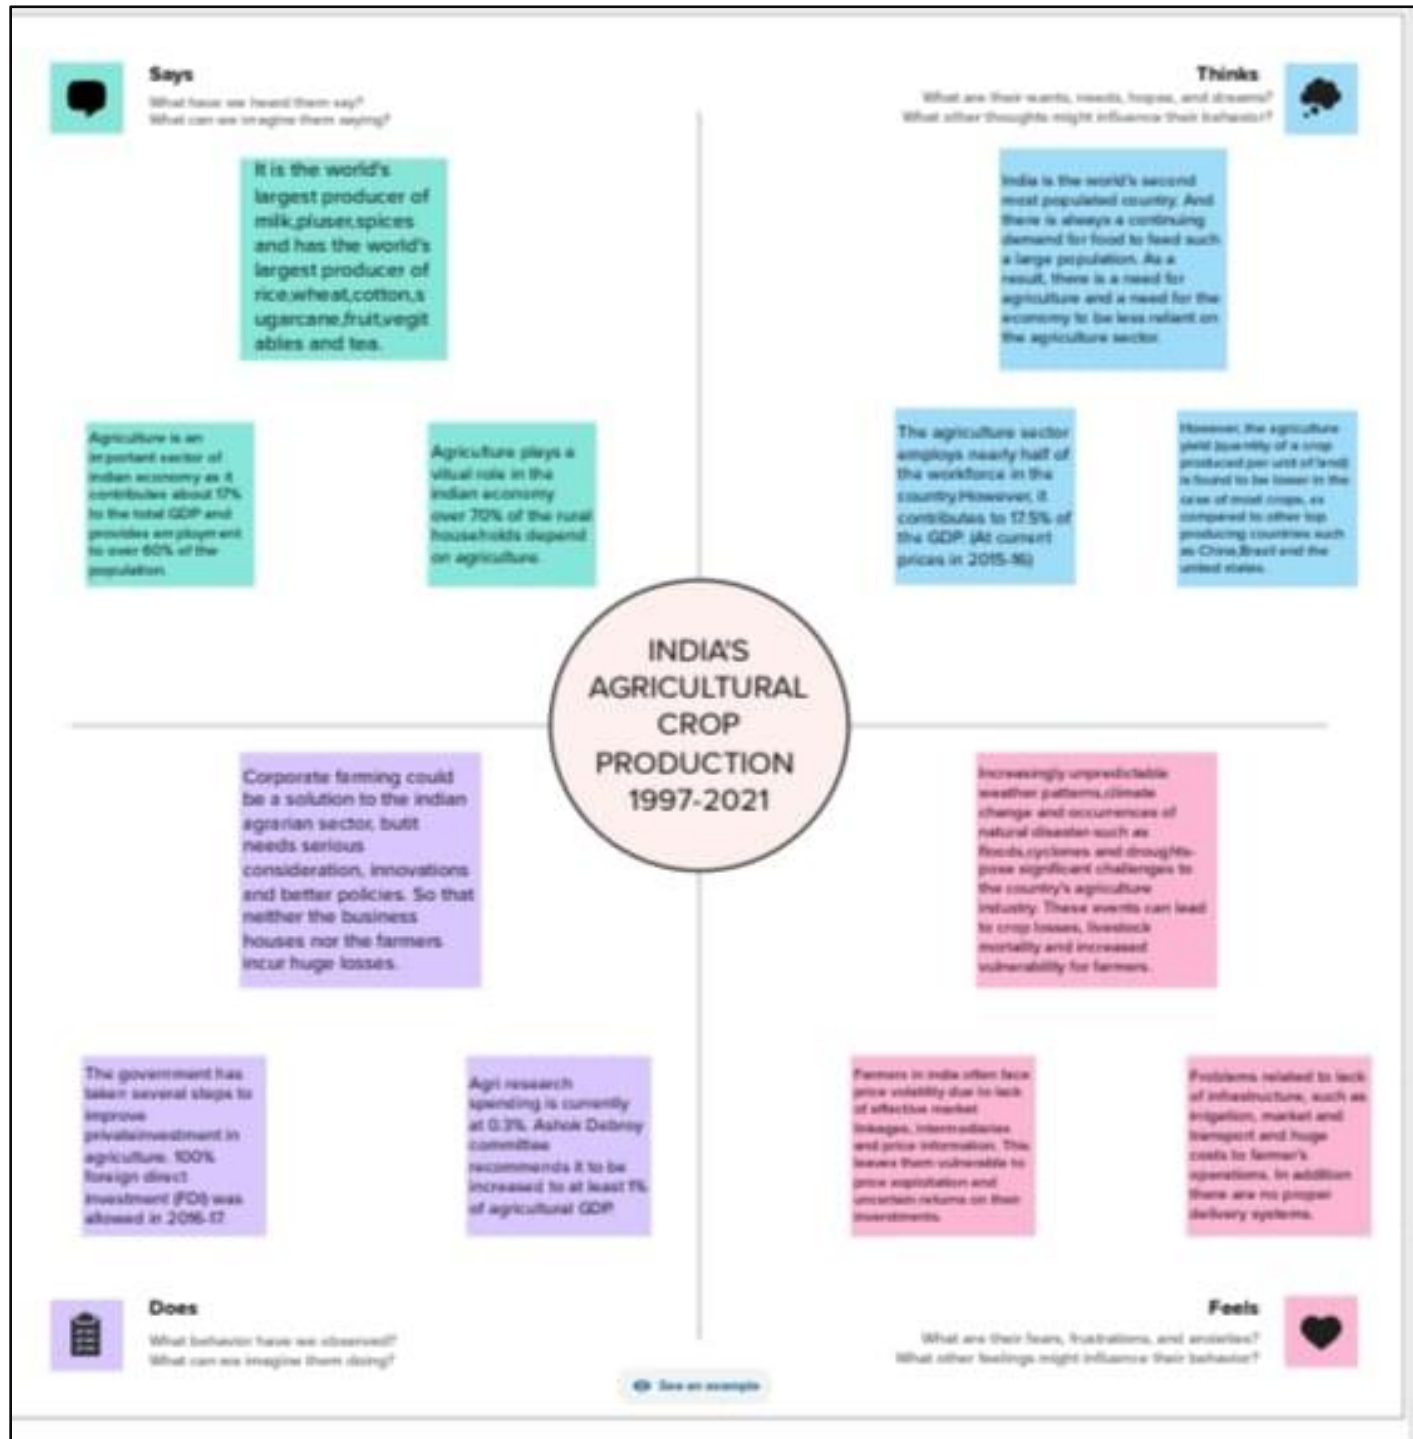 Says
What have we heard them say?
What can we imagine them saying?
It is the world's
largest producer of
milk,pluser,spices
and has the world's
largest producer of
rice,wheat,cotton,s
ugarcane,fruit,vegit
ables and tea.
Agriculture is an
important sector of
indian economy as it
contributes about 17%
to the total GDP and
provides employment
to over 60% of the
population.
Agriculture plays a
vitual role in the
indian economy
over 70% of the rural
households depend
on agriculture.
Thinks
What are their wants, needs, hopes, and dreams?
What other thoughts might influence their behavior?
India is the world's second
most populated country. And
there is always a continuing
demand for food to feed such
a large population. As a
result, there is a need for
agriculture and a need for the
economy to be less reliant on
the agriculture sector.
The agriculture sector
employs nearly half of
the workforce in the
country.However, it
contributes to 17.5% of
the GDP. (At current
prices in 2015-16)
However, the agriculture
yield (quantity of a crop
produced per unit of land)
is found to be lower in the
case of most crops, as
compared to other top
producing countries such
as China,Brazil and the
united states.
INDIA'S
AGRICULTURAL
CROP
PRODUCTION
1997-2021
Corporate farming could
be a solution to the indian
agrarian sector, butit
needs serious
consideration, innovations
and better policies. So that
neither the business
houses nor the farmers
incur huge losses.
The government has
taken several steps to
improve
privateinvestment in
agriculture. 100%
foreign direct
investment (FDI) was
allowed in 2016-17.
Agri research
spending is currently
at 0.3%. Ashok Debroy
committee
recommends it to be
increased to at least 1%
of agricultural GDP
Does
What behavior have we observed?
What can we imagine them doing?
Increasingly unpredictable
weather patterns,climate
change and occurrences of
natural disaster-such as
floods,cyclones and droughts-
pose significant challenges to
the country's agriculture
industry. These events can lead
to crop losses, livestock
mortality and increased
vulnerability for farmers.
Farmers in india often face
price volatility due to lack
of effective market
linkages, intermediaries
and price information. This
leaves them vulnerable to
price exploitation and
uncertain returns on their
investments.
Problems related to lack
of infrastructure, such as
irrigation, market and
transport and huge
costs to farmer's
operations. In addition
there are no proper
delivery systems.
Feels
What are their fears, frustrations, and anxieties?
What other feelings might influence their behavior?
See an example